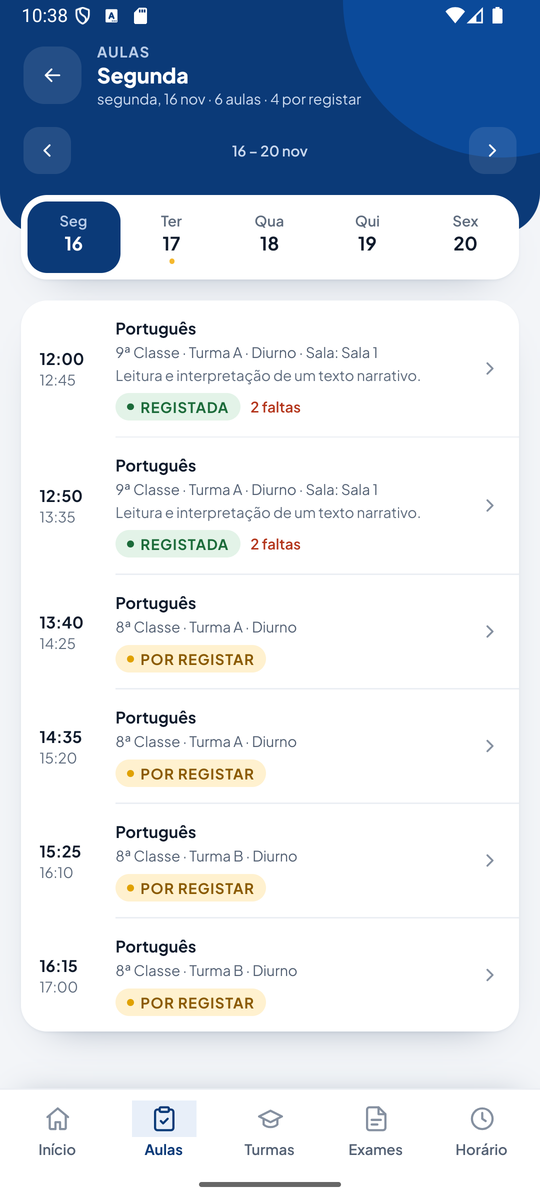 10:38
AULAS
Segunda
segunda, 16 nov · 6 aulas · 4 por registar
16 – 20 nov
Seg Ter Qua Qui Sex
16 17 18 19 20
Português
9ª Classe · Turma A · Diurno · Sala: Sala 1
12:00
12:45
Leitura e interpretação de um texto narrativo.
REGISTADA 2 faltas
Português
9ª Classe · Turma A · Diurno · Sala: Sala 1
12:50
13:35
Leitura e interpretação de um texto narrativo.
REGISTADA 2 faltas
Português
13:40
8ª Classe · Turma A · Diurno
14:25
POR REGISTAR
Português
14:35
8ª Classe · Turma A · Diurno
15:20
POR REGISTAR
Português
15:25
8ª Classe · Turma B · Diurno
16:10
POR REGISTAR
Português
16:15
8ª Classe · Turma B · Diurno
17:00
POR REGISTAR
Início Aulas Turmas Exames Horário